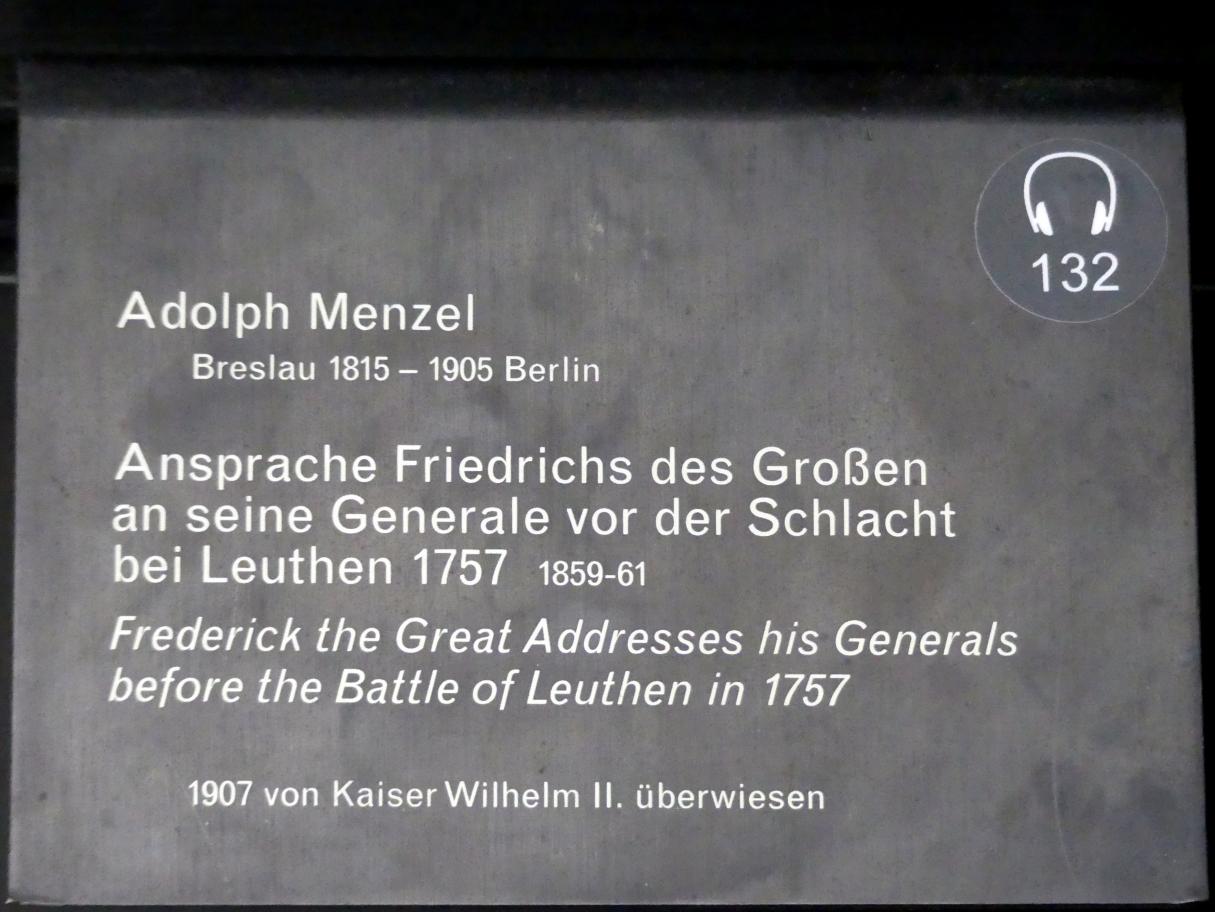 132
Adolph Menzel
Breslau 1815 – 1905 Berlin
Ansprache Friedrichs des Großen
an seine Generale vor der Schlacht
bei Leuthen 1757 1859-61
Frederick the Great Addresses his Generals
before the Battle of Leuthen in 1757
1907 von Kaiser Wilhelm II. überwiesen